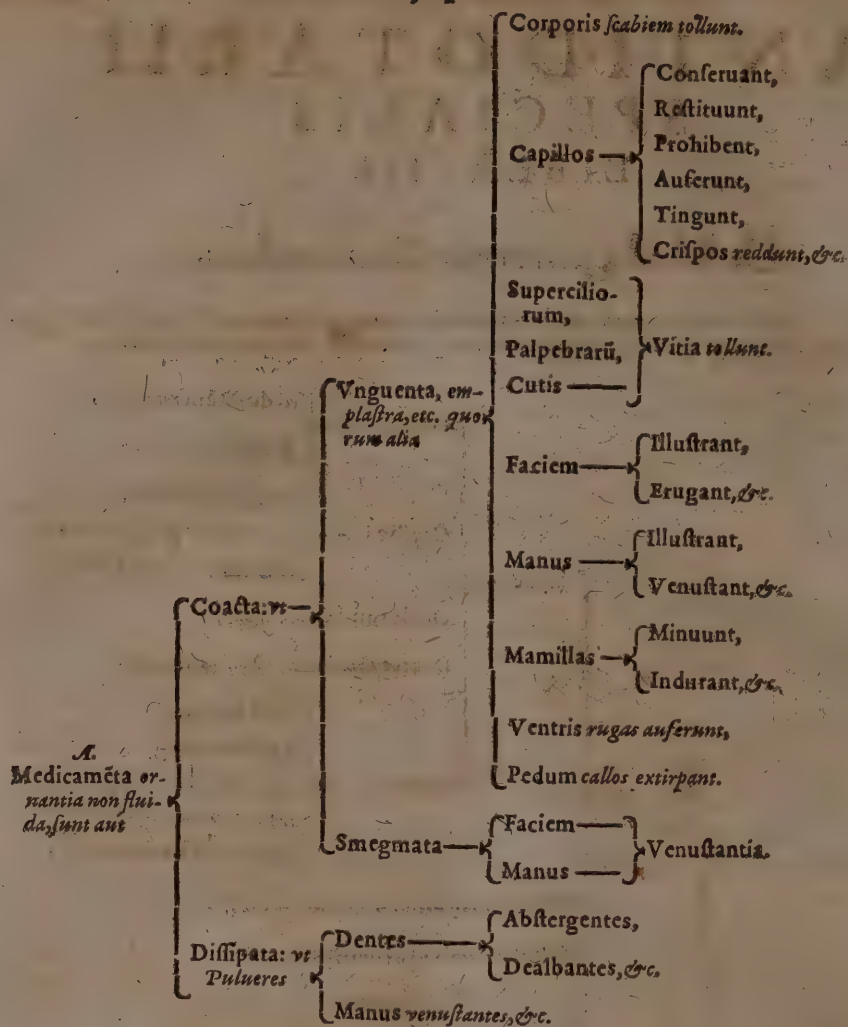 Corporis ſcabiem tollunt.
Conſeruant,
Reſtituunt,
Capillos
Prohibent,
Auferunt,
Tingunt,
Criſpos reddunt, &c.
Supercilio-
rum,
Palpebrarũ,
Vitia tollunt.
Cutis
Vnguenta, em-
plaſtra, etc. quo
rum alia
Faciem
Illuſtrant,
Erugant, &c.
Manus
Illuſtrant,
Venuſtant, &c.
Coacta: vt
Mamillas
Minuunt,
Indurant, &c.
Ventris rugas auferunt,
Pedum callos extirpant.
A.
Medicamẽta or-
nantia non flui-
da, ſunt aut
Smegmata
Faciem
Manus
Venuſtantia.
Diſſipata: vt
Pulueres
Dentes
Abſtergentes,
Dealbantes, &c.
Manus venuſtantes, &c.